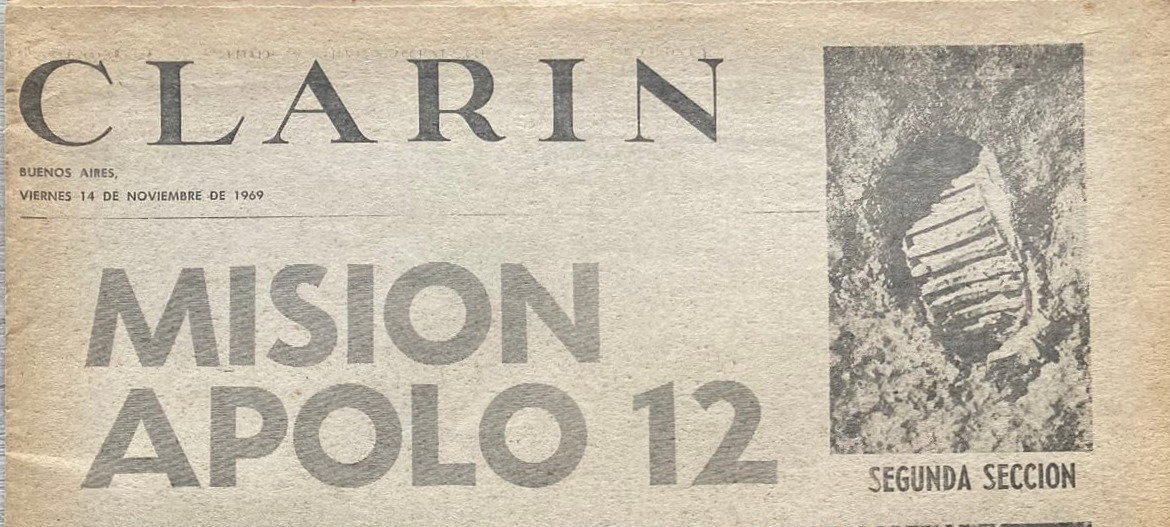 CLARIN
BUENOS AIRES,
VIERNES 14 DE NOVIEMBRE DE 1969
MISION
APOLO 12
SEGUNDA SECCION